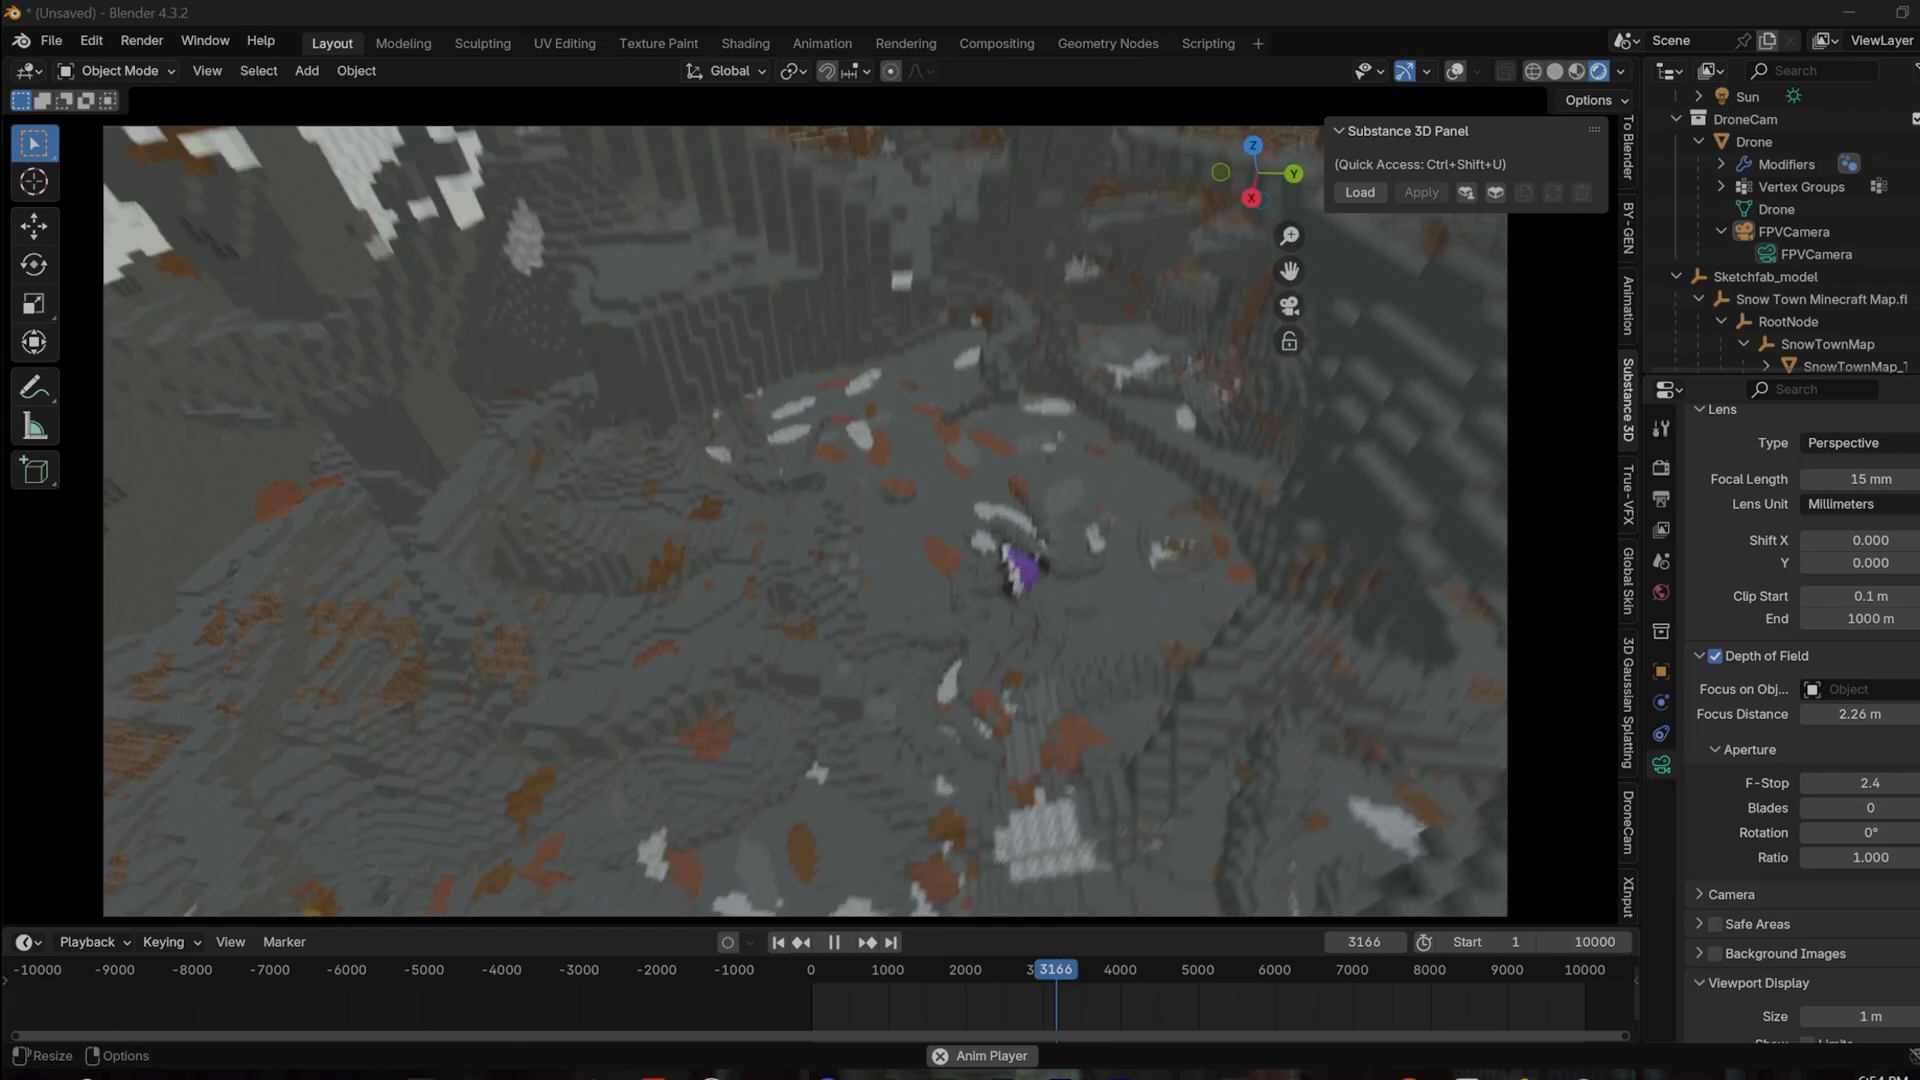 * (Unsaved) - Blender 4.3.2
File Edit Render Window Help Layout Modeling Sculpting UV Editing Texture Paint Shading Animation Rendering Compositing Geometry Nodes Scripting + Scene ViewLayer
Object Mode View Select Add Object Global Search
Options
Sun
DroneCam
Drone
Modifiers
Vertex Groups
Drone
FPVCamera
FPVCamera
Sketchfab_model
Snow Town Minecraft Map.f
RootNode
SnowTownMap
SnowTownMap_
Substance 3D Panel
(Quick Access: Ctrl+Shift+U)
Load Apply
Z
Y
X
To Blender
BY-GEN
Animation
Substance 3D
True-VFX
Global Skin
3D Gaussian Splatting
DroneCam
XInput
Search
Lens
Type Perspective
Focal Length 15 mm
Lens Unit Millimeters
Shift X 0.000
Y 0.000
Clip Start 0.1 m
End 1000 m
Depth of Field
Focus on Obj... Object
Focus Distance 2.26 m
Aperture
F-Stop 2.4
Blades 0
Rotation 0°
Ratio 1.000
Camera
Safe Areas
Background Images
Viewport Display
Size 1 m
Playback Keying View Marker 3166 Start 1 10000
-10000 -9000 -8000 -7000 -6000 -5000 -4000 -3000 -2000 -1000 0 1000 2000 3 3166 4000 5000 6000 7000 8000 9000 10000
Resize Options Anim Player